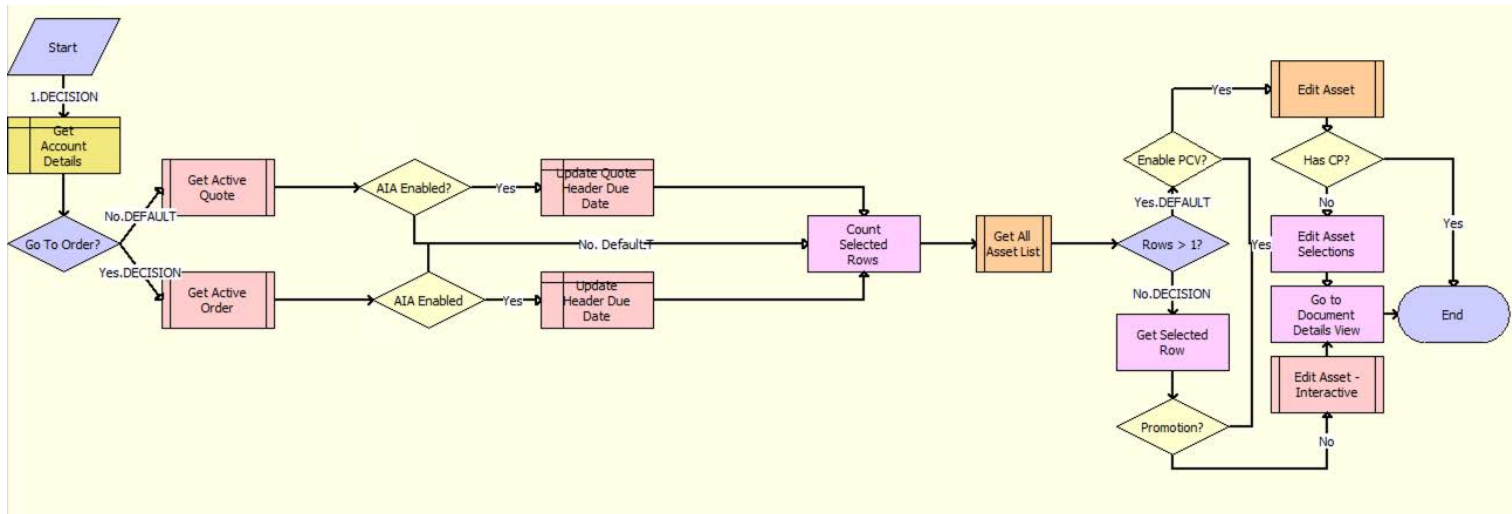 Start
1.DECISION
Get
Account
Details
Go To Order?
No.DEFAULT
Yes.DECISION
Get Active
Quote
Get Active
Order
AIA Enabled?
Yes
Update Quote
Header Due
Date
No. DefauLT
AIA Enabled
Yes
Update
Header Due
Date
Count
Selected
Rows
Get All
Asset List
Rows > 1?
Yes.DEFAULT
Enable PCV?
Yes
No.DECISION
Get Selected
Row
Promotion?
Yes
No
Edit Asset
Has CP?
No
Yes
Edit Asset
Selections
Go to
Document
Details View
Edit Asset -
Interactive
End